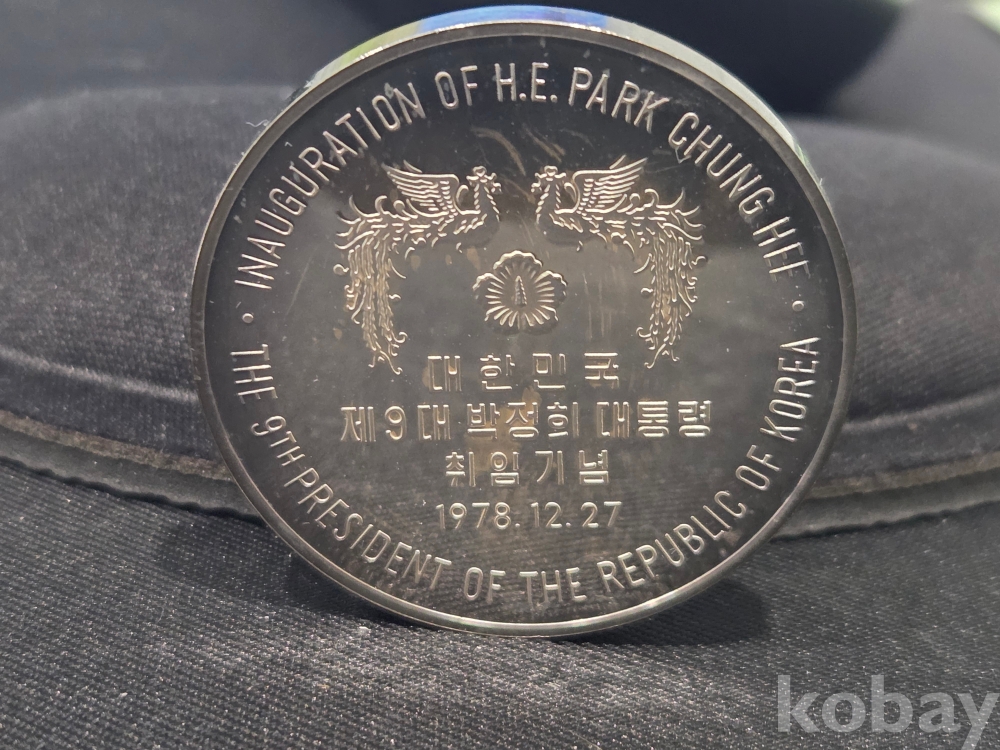 INAUGURATION OF H.E. PARK CHUNG HEE
대한민국
제9대 박정희 대통령
취임기념
1978.12.27
THE 9TH PRESIDENT OF THE REPUBLIC OF KOREA
kobay